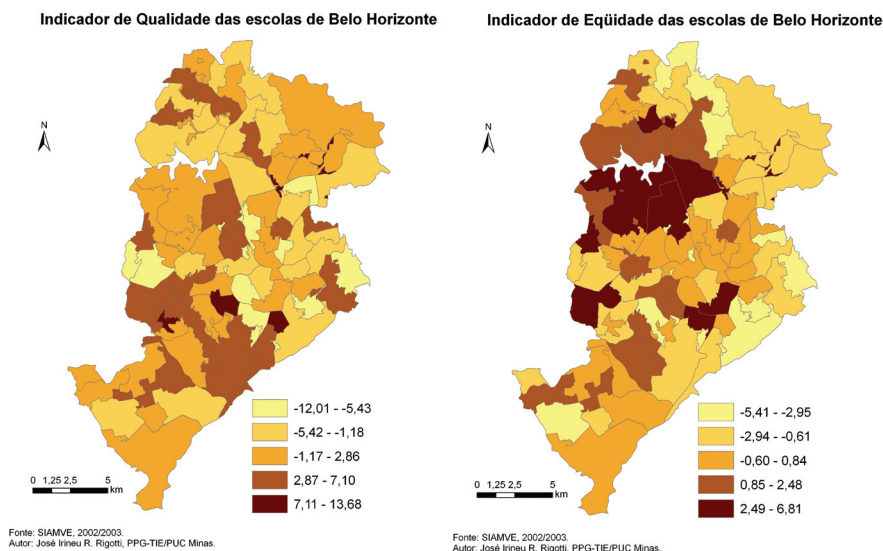 Indicador de Qualidade das escolas de Belo Horizonte
N
-12,01 - -5,43
-5,42 - -1,18
-1,17 - 2,86
2,87 - 7,10
7,11 - 13,68
0 1,25 2,5 5
km
Fonte: SIAMVE, 2002/2003.
Autor: José Irineu R. Rigotti, PPG-TIE/PUC Minas.
Indicador de Eqüidade das escolas de Belo Horizonte
N
-5,41 - -2,95
-2,94 - -0,61
-0,60 - 0,84
0,85 - 2,48
2,49 - 6,81
0 1,25 2,5 5
km
Fonte: SIAMVE, 2002/2003.
Autor: José Irineu R. Rigotti, PPG-TIE/PUC Minas.